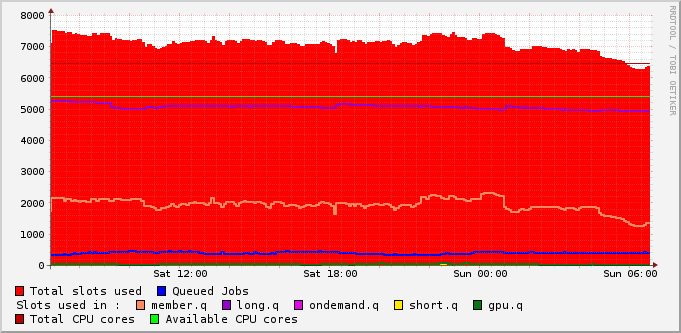 8000
7000
6000
5000
4000
3000
2000
1000
0
Sat 12:00 Sat 18:00 Sun 00:00 Sun 06:00
Total slots used Queued Jobs
Slots used in : member.q long.q ondemand.q short.q gpu.q
Total CPU cores Available CPU cores
RRDTOOL / TOBI OETIKER